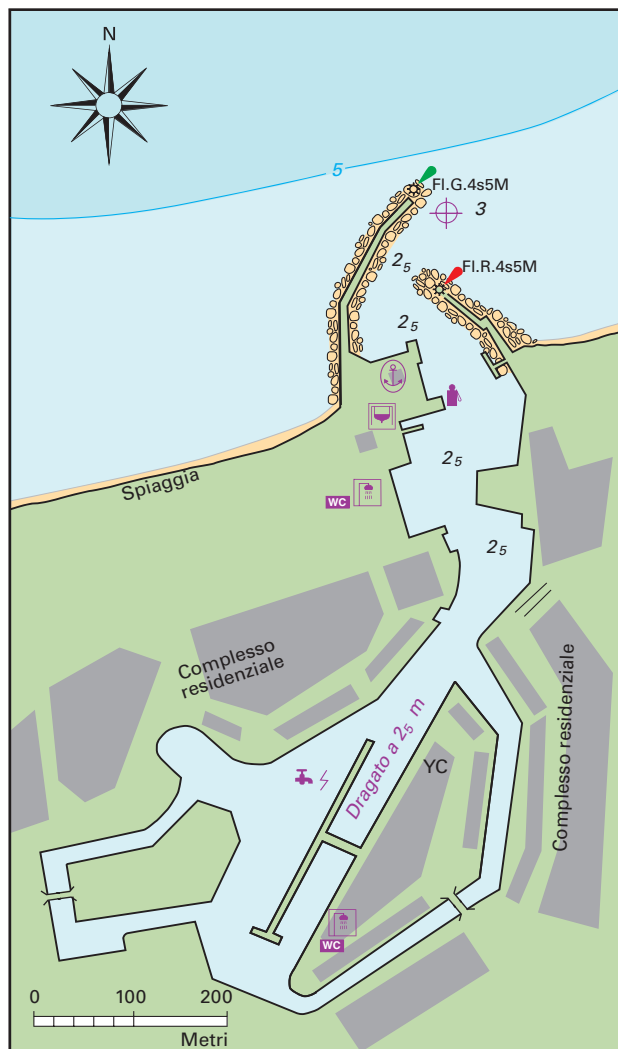 N
5
Fl.G.4s5M
3
2₅
Fl.R.4s5M
2₅
2₅
Spiaggia
WC
2₅
Complesso
residenziale
Complesso residenziale
Dragato a 2₅ m
YC
WC
0 100 200
Metri